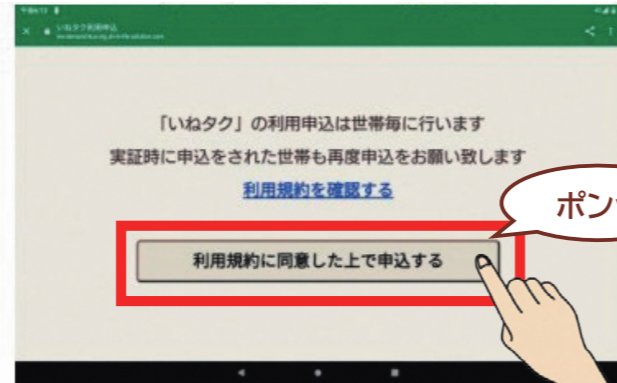 いねタク利用申込
「いねタク」の利用申込は世帯毎に行います
実証時に申込をされた世帯も再度申込をお願い致します
利用規約を確認する
ポン
利用規約に同意した上で申込する